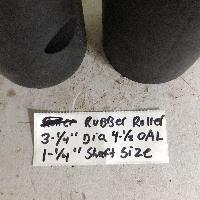 Rubber Roller
3-1/4" Dia 4-1/2 OAL
1-1/4" Shaft Size